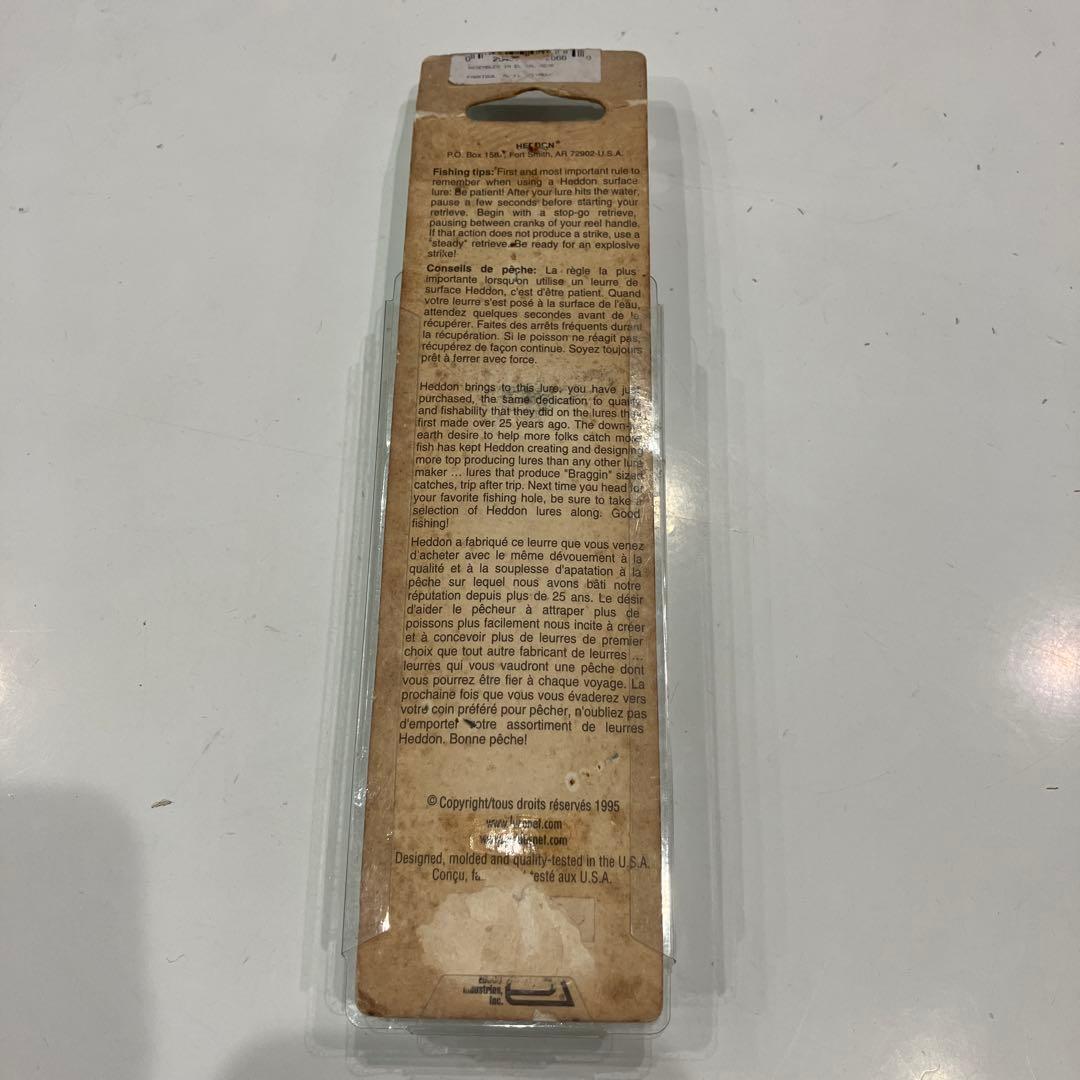 ASSEMBLED IN EL
HEDDON®
P.O. Box 158 , Fort Smith, AR 72902-U.S.A.
Fishing tips: First and most important rule to
remember when using a Heddon surface
lure: Be patient! After your lure hits the water,
pause a few seconds before starting your
retrieve. Begin with a stop-go retrieve,
pausing between cranks of your reel handle.
If that action does not produce a strike, use a
"steady" retrieve. Be ready for an explosive
strike!
Conseils de pêche: La règle la plus
importante lorsqu'on utilise un leurre de
surface Heddon, c'est d'être patient. Quand
votre leurre s'est posé à la surface de l'eau,
attendez quelques secondes avant de le
récupérer. Faites des arrêts fréquents durant
la récupération. Si le poisson ne réagit pas,
récupérez de façon continue. Soyez toujours
prêt à ferrer avec force.
Heddon brings to this lure, you have just
purchased, the same dedication to quality
and fishability that they did on the lures they
first made over 25 years ago. The down-to
earth desire to help more folks catch more
fish has kept Heddon creating and designing
more top producing lures than any other lure
maker ... lures that produce "Braggin" sized
catches, trip after trip. Next time you head for
your favorite fishing hole, be sure to take a
selection of Heddon lures along. Good
fishing!
Heddon a fabriqué ce leurre que vous venez
d'acheter avec le même dévouement à la
qualité et à la souplesse d'apatation à la
pêche sur lequel nous avons bâti notre
réputation depuis plus de 25 ans. Le désir
d'aider le pêcheur à attraper plus de
poissons plus facilement nous incite à créer
et à concevoir plus de leurres de premier
choix que tout autre fabricant de leurres ...
leurres qui vous vaudront une pêche dont
vous pourrez être fier à chaque voyage. La
prochaine fois que vous vous évaderez vers
votre coin préféré pour pêcher, n'oubliez pas
d'emporter votre assortiment de leurres
Heddon. Bonne pêche!
© Copyright/tous droits réservés 1995
www.lurenet.com
Designed, molded and quality-tested in the U.S.A.
Conçu, testé aux U.S.A.
Industries,
Inc.